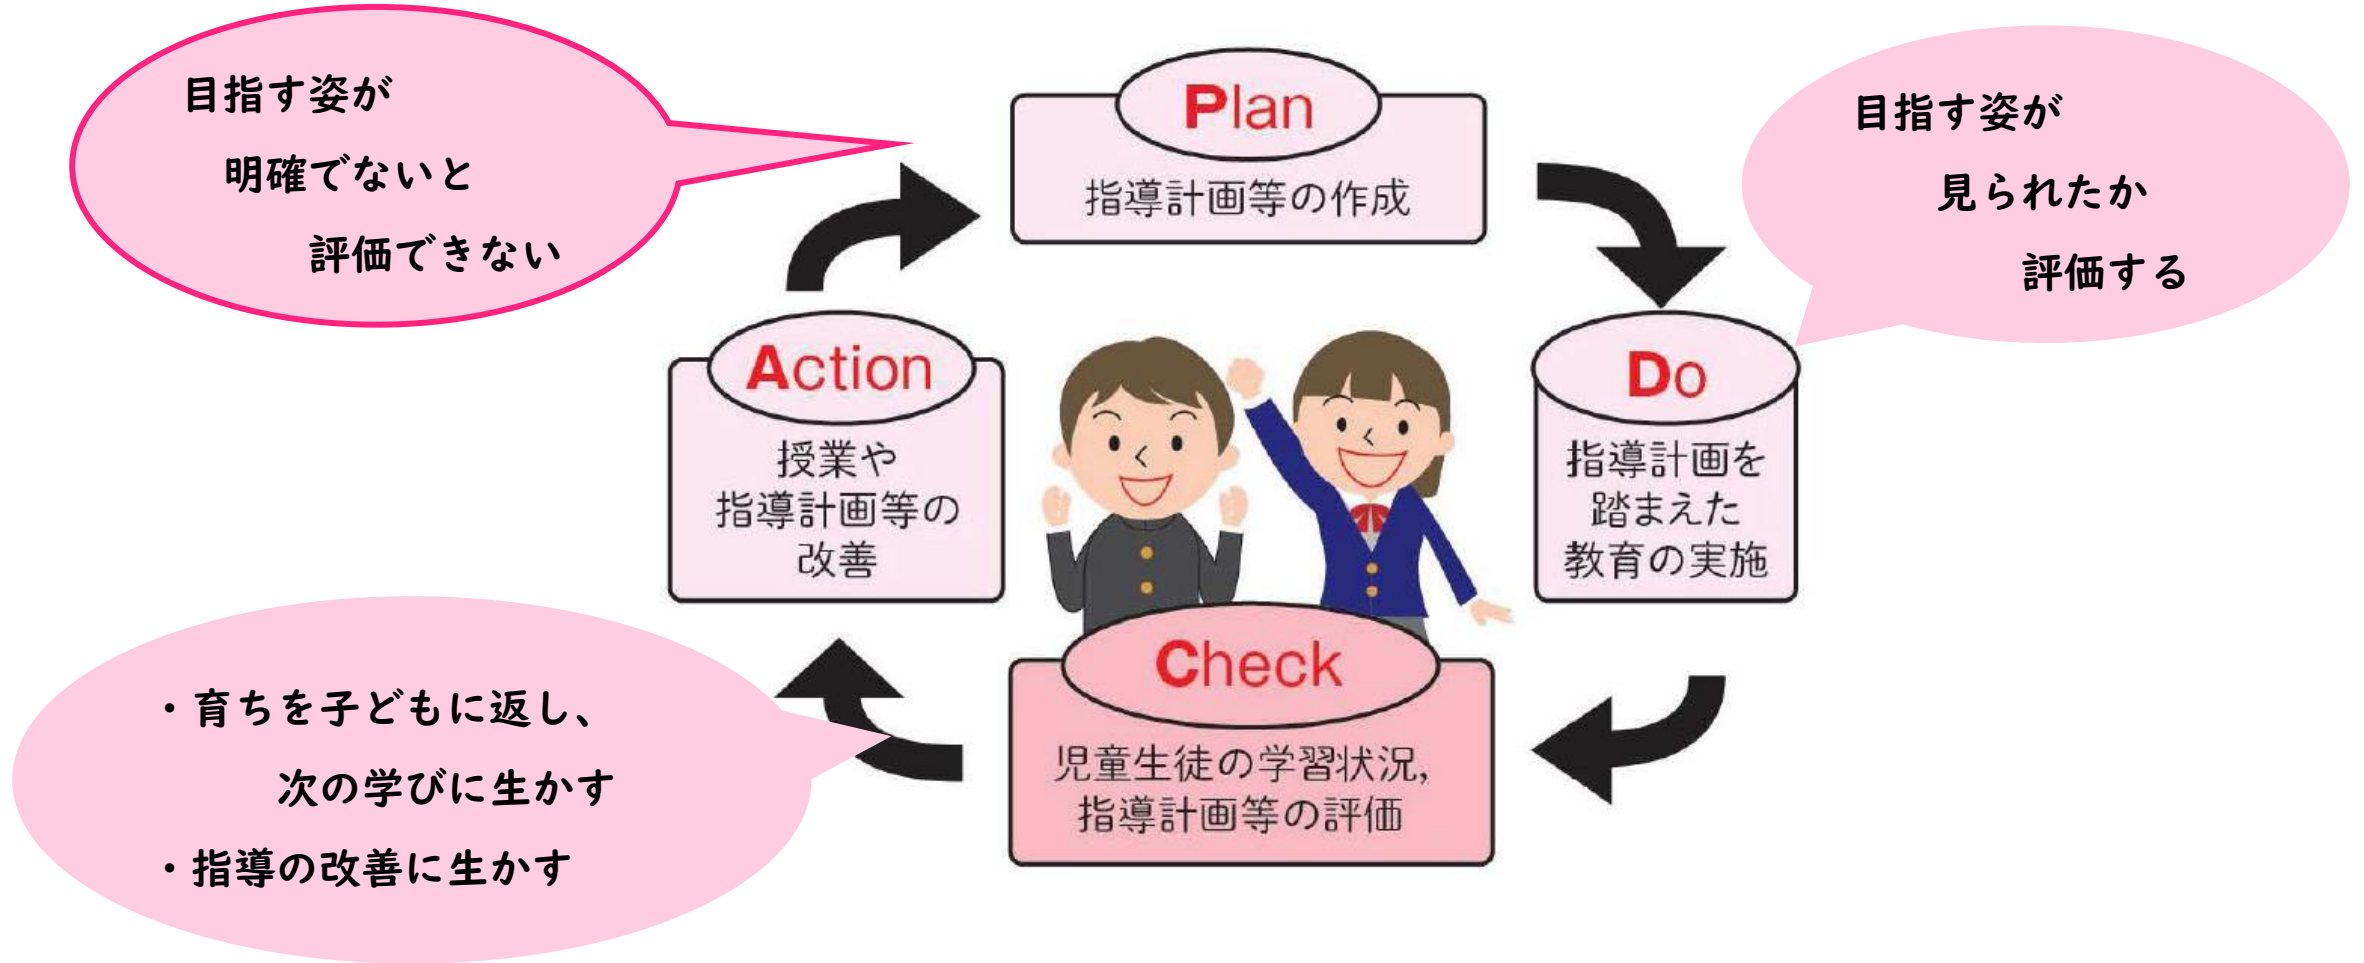 目指す姿が
明確でないと
評価できない
Plan
指導計画等の作成
目指す姿が
見られたか
評価する
Action
授業や
指導計画等の
改善
Do
指導計画を
踏まえた
教育の実施
Check
児童生徒の学習状況,
指導計画等の評価
・育ちを子どもに返し、
次の学びに生かす
・指導の改善に生かす